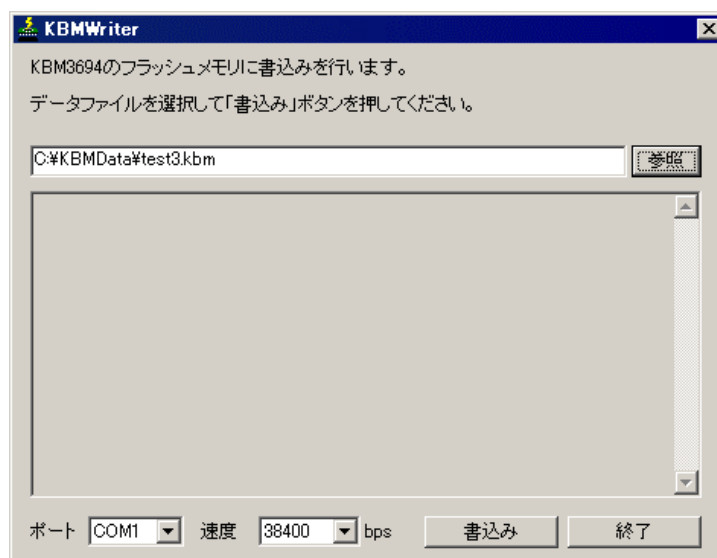 KBMWriter
KBM3694のフラッシュメモリに書込みを行います。
データファイルを選択して「書込み」ボタンを押してください。
C:¥KBMData¥test3.kbm 参照
ポート COM1 速度 38400 bps 書込み 終了